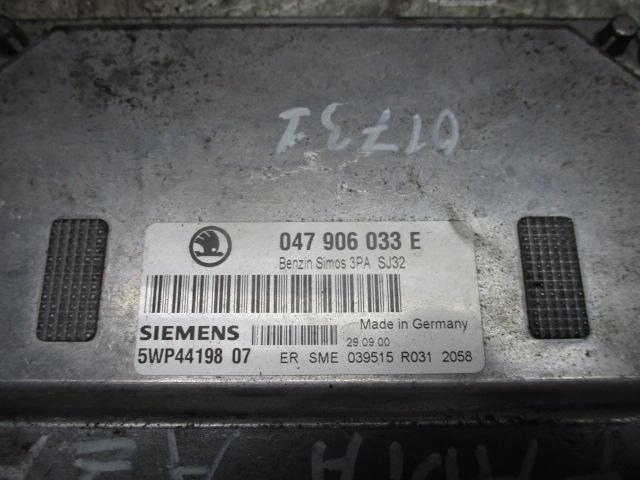 047 906 033 E
Benzin Simos 3PA SJ32
SIEMENS
Made in Germany
29.09.00
5WP44198 07
ER SME 039515 R031 2058